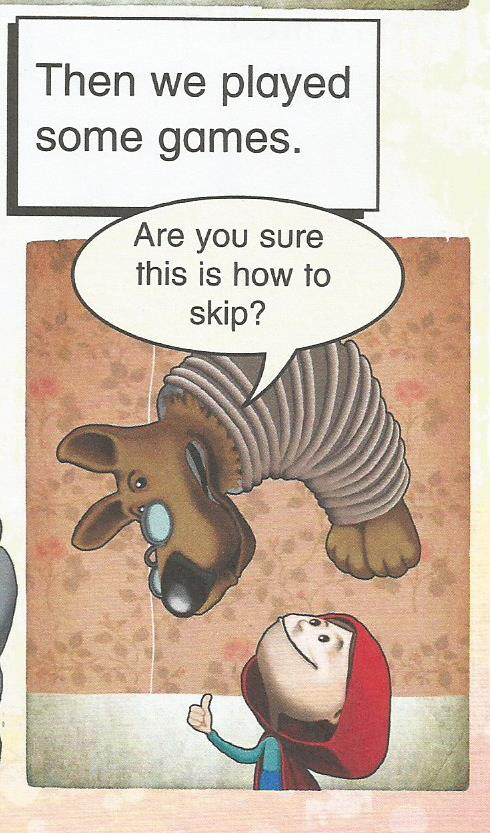 Then we played
some games.
Are you sure
this is how to
skip?